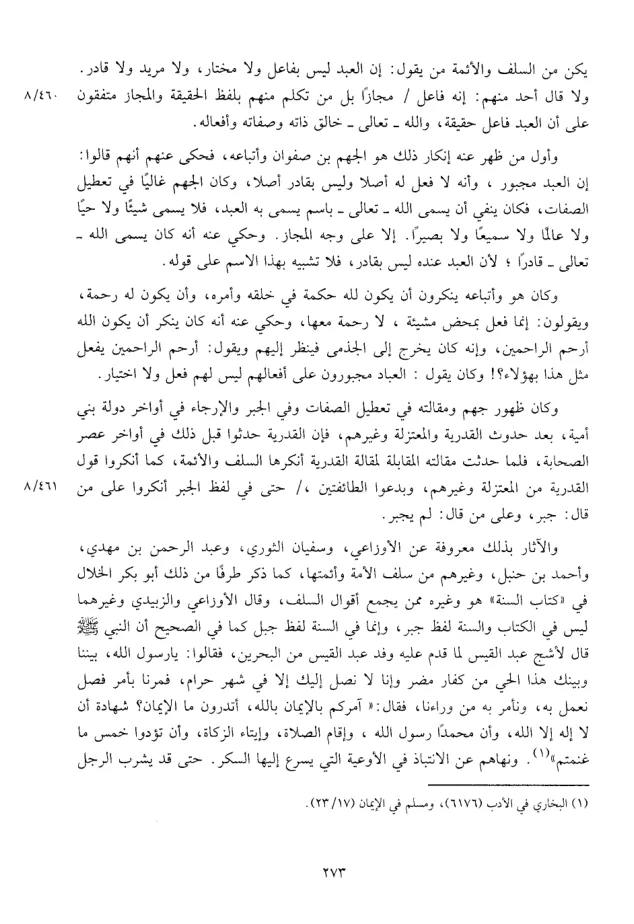 يكن من السلف والأئمة من يقول: إن العبد ليس بفاعل ولا مختار، ولا مريد ولا قادر.
ولا قال أحد منهم: إنه فاعل / مجازًا بل من تكلم منهم بلفظ الحقيقة والمجاز متفقون ٨/٤٦٠
على أن العبد فاعل حقيقة، والله ـ تعالى ـ خالق ذاته وصفاته وأفعاله.
وأول من ظهر عنه إنكار ذلك هو الجهم بن صفوان وأتباعه، فحكى عنهم أنهم قالوا:
إن العبد مجبور ، وأنه لا فعل له أصلا وليس بقادر أصلا، وكان الجهم غاليًا في تعطيل
الصفات، فكان ينفي أن يسمى الله ـ تعالى ـ باسم يسمى به العبد، فلا يسمى شيئًا ولا حيًا
ولا عالمًا ولا سميعًا ولا بصيرًا. إلا على وجه المجاز. وحكي عنه أنه كان يسمى الله ـ
تعالى ـ قادرًا ؛ لأن العبد عنده ليس بقادر، فلا تشبيه بهذا الاسم على قوله.
وكان هو وأتباعه ينكرون أن يكون لله حكمة في خلقه وأمره، وأن يكون له رحمة،
ويقولون: إنما فعل بمحض مشيئة ، لا رحمة معها، وحكي عنه أنه كان ينكر أن يكون الله
أرحم الراحمين، وإنه كان يخرج إلى الجذمى فينظر إليهم ويقول: أرحم الراحمين يفعل
مثل هذا بهؤلاء؟! وكان يقول : العباد مجبورون على أفعالهم ليس لهم فعل ولا اختيار.
وكان ظهور جهم ومقالته في تعطيل الصفات وفي الجبر والإرجاء في أواخر دولة بني
أمية، بعد حدوث القدرية والمعتزلة وغيرهم، فإن القدرية حدثوا قبل ذلك في أواخر عصر
الصحابة، فلما حدثت مقالته المقابلة لمقالة القدرية أنكرها السلف والأئمة، كما أنكروا قول
القدرية من المعتزلة وغيرهم، وبدعوا الطائفتين ،/ حتى في لفظ الجبر أنكروا على من ٨/٤٦١
قال: جبر، وعلى من قال: لم يجبر.
والآثار بذلك معروفة عن الأوزاعي، وسفيان الثوري، وعبد الرحمن بن مهدي،
وأحمد بن حنبل، وغيرهم من سلف الأمة وأئمتها، كما ذكر طرفًا من ذلك أبو بكر الخلال
في «كتاب السنة» هو وغيره ممن يجمع أقوال السلف، وقال الأوزاعي والزبيدي وغيرهما
ليس في الكتاب والسنة لفظ جبر، وإنما في السنة لفظ جبل كما في الصحيح أن النبي ﷺ
قال لأشج عبد القيس لما قدم عليه وفد عبد القيس من البحرين، فقالوا: يارسول الله، بيننا
وبينك هذا الحي من كفار مضر وإنا لا نصل إليك إلا في شهر حرام، فمرنا بأمر فصل
نعمل به، ونأمر به من وراءنا، فقال:« آمركم بالإيمان بالله، أتدرون ما الإيمان؟ شهادة أن
لا إله إلا الله، وأن محمدًا رسول الله ، وإقام الصلاة، وإيتاء الزكاة، وأن تؤدوا خمس ما
غنمتم»(١). ونهاهم عن الانتباذ في الأوعية التي يسرع إليها السكر. حتى قد يشرب الرجل
(١) البخاري في الأدب (٦١٧٦)، ومسلم في الإيمان (٢٣/١٧).
٢٧٣